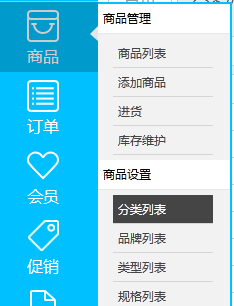 商品
订单
会员
促销
商品管理
商品列表
添加商品
进货
库存维护
商品设置
分类列表
品牌列表
类型列表
规格列表